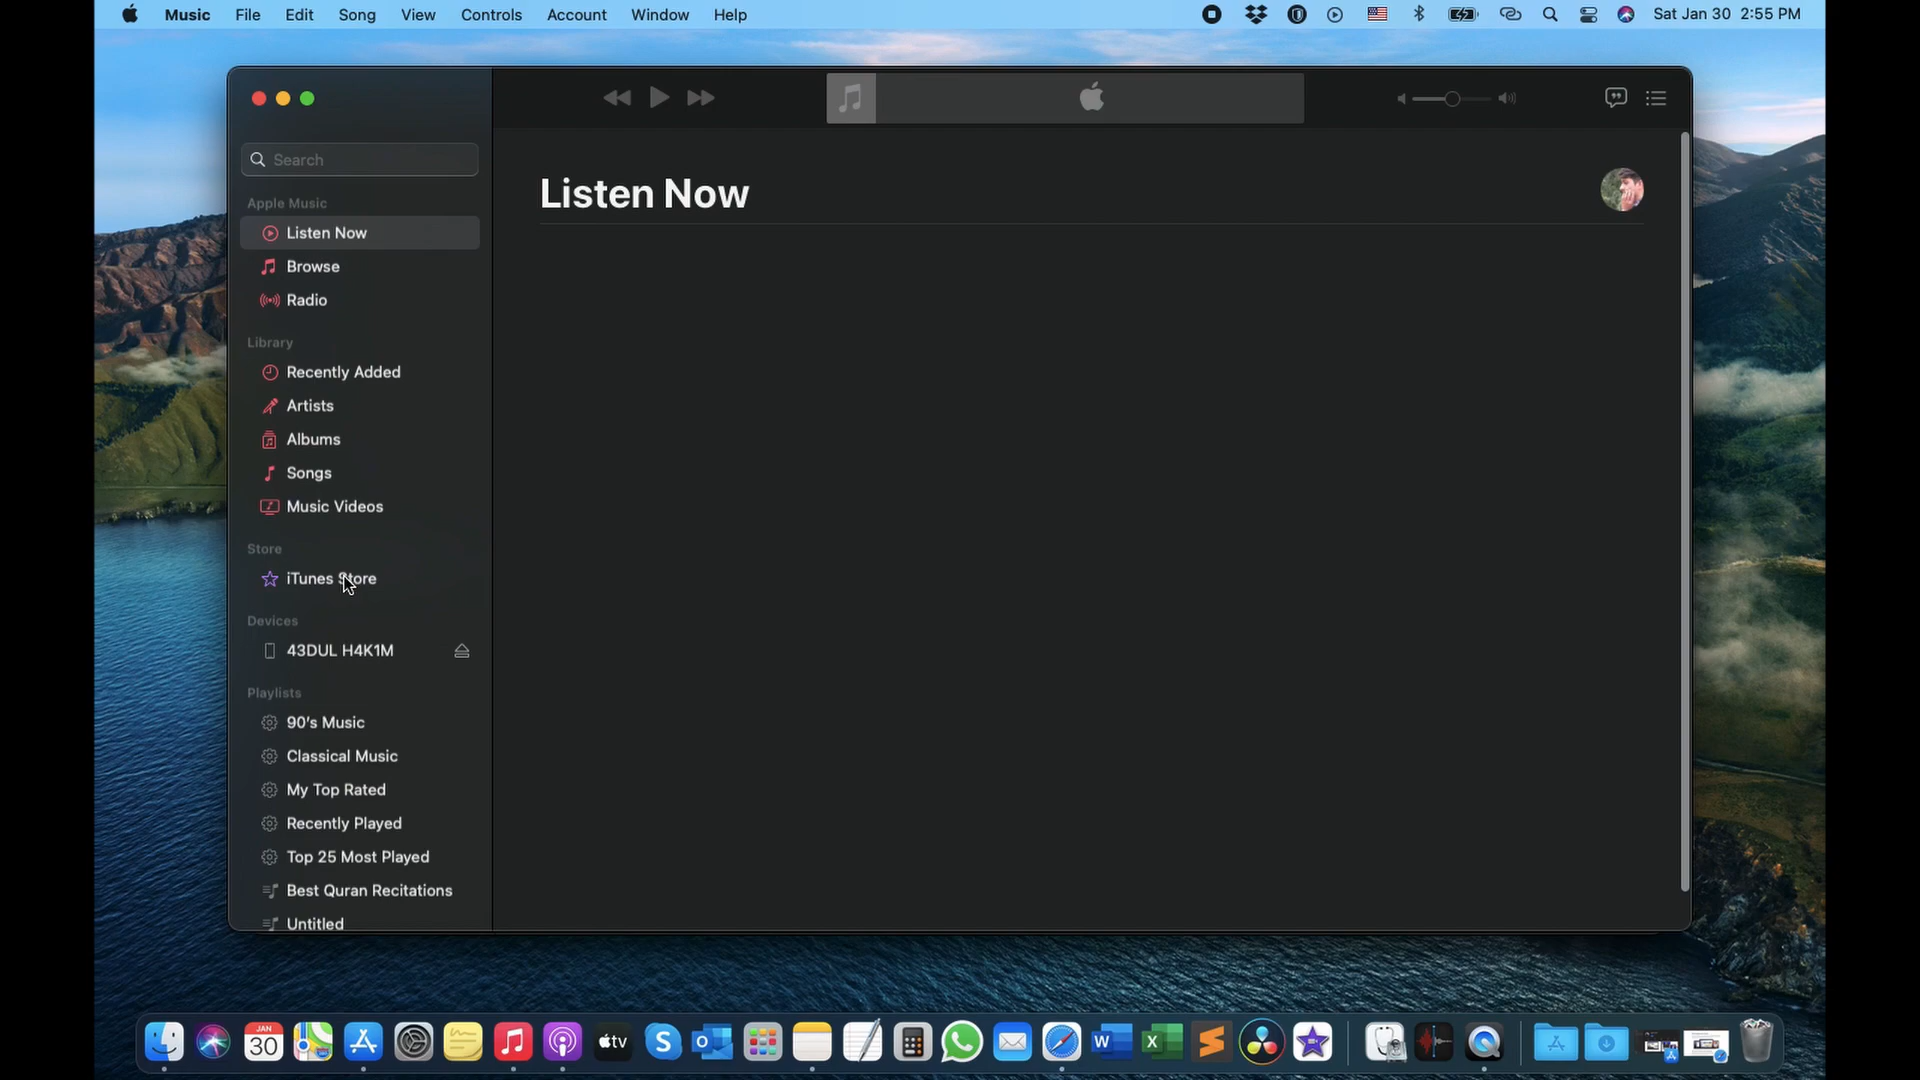 Music File Edit Song View Controls Account Window Help Sat Jan 30 2:55 PM
Search
Apple Music
Listen Now
Browse
Radio
Library
Recently Added
Artists
Albums
Songs
Music Videos
Store
iTunes Store
Devices
43DUL H4K1M
Playlists
90's Music
Classical Music
My Top Rated
Recently Played
Top 25 Most Played
Best Quran Recitations
Untitled
Listen Now
JAN
30
tv